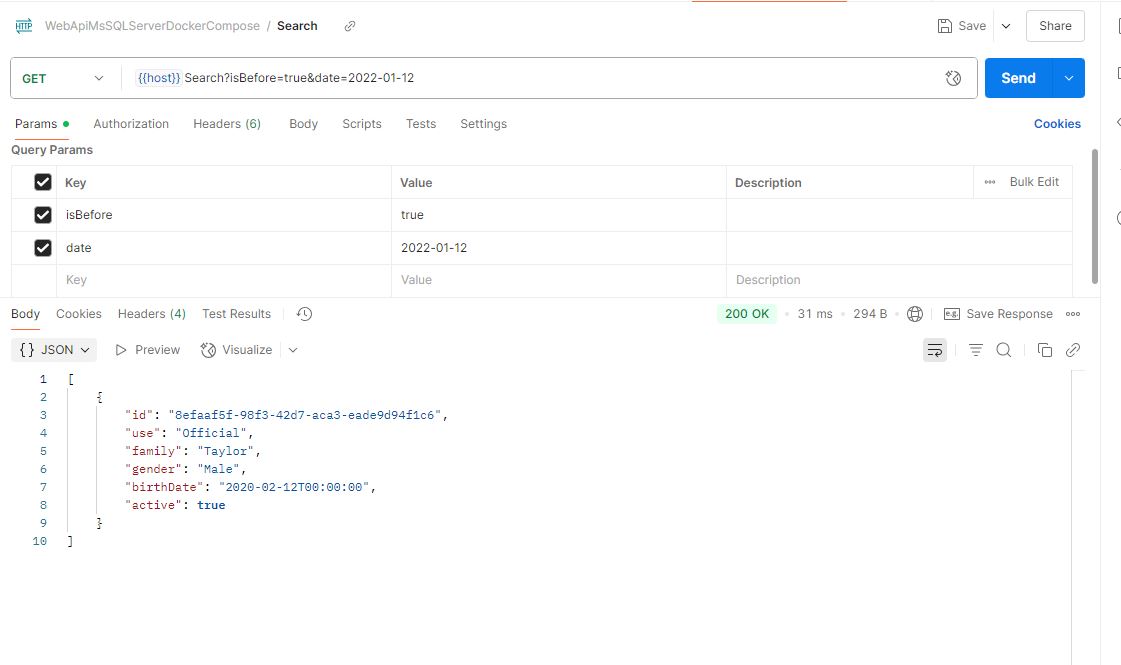 HTTP WebApiMsSQLServerDockerCompose / Search Save Share
GET {{host}} Search?isBefore=true&date=2022-01-12 Send
Params Authorization Headers (6) Body Scripts Tests Settings Cookies
Query Params
Key Value Description Bulk Edit
isBefore true
date 2022-01-12
Key Value Description
Body Cookies Headers (4) Test Results 200 OK • 31 ms • 294 B • e.g. Save Response
{} JSON Preview Visualize
1 [
2 {
3 "id": "8efaaf5f-98f3-42d7-aca3-eade9d94f1c6",
4 "use": "Official",
5 "family": "Taylor",
6 "gender": "Male",
7 "birthDate": "2020-02-12T00:00:00",
8 "active": true
9 }
10 ]